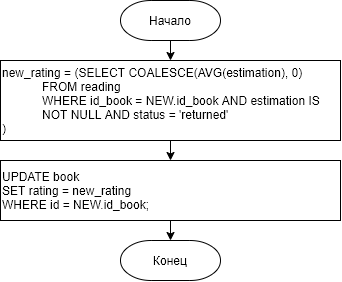 Начало
new_rating = (SELECT COALESCE(AVG(estimation), 0)
FROM reading
WHERE id_book = NEW.id_book AND estimation IS
NOT NULL AND status = 'returned'
)
UPDATE book
SET rating = new_rating
WHERE id = NEW.id_book;
Конец